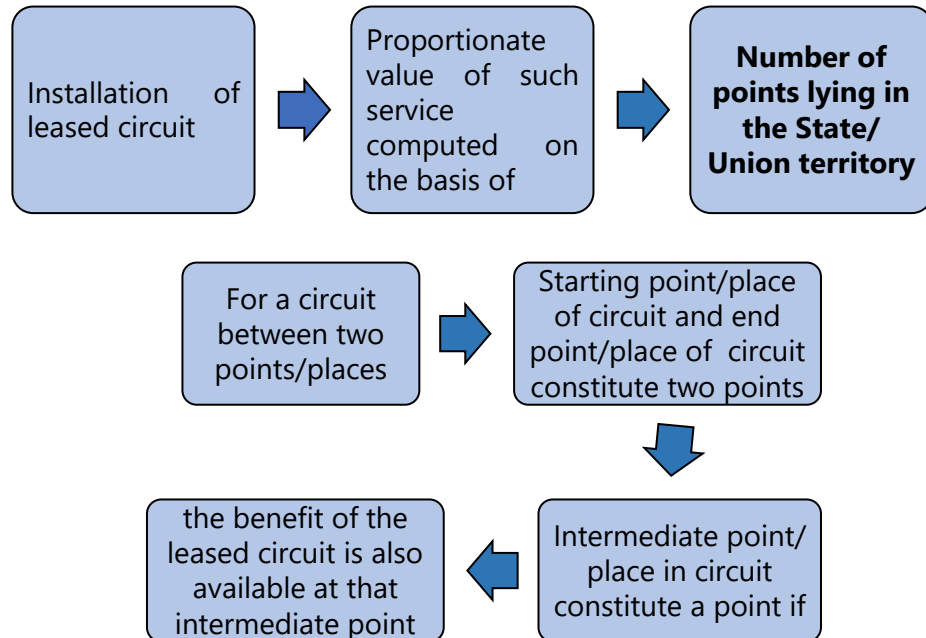 Installation of
leased circuit
Proportionate
value of such
service
computed on
the basis of
Number of
points lying in
the State/
Union territory
For a circuit
between two
points/places
Starting point/place
of circuit and end
point/place of circuit
constitute two points
Intermediate point/
place in circuit
constitute a point if
the benefit of the
leased circuit is also
available at that
intermediate point